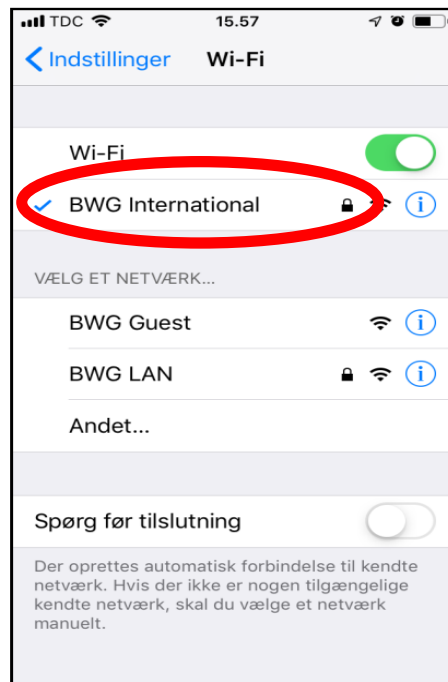 TDC 15.57
Indstillinger Wi-Fi
Wi-Fi
BWG International
VÆLG ET NETVÆRK...
BWG Guest
BWG LAN
Andet...
Spørg før tilslutning
Der oprettes automatisk forbindelse til kendte
netværk. Hvis der ikke er nogen tilgængelige
kendte netværk, skal du vælge et netværk
manuelt.